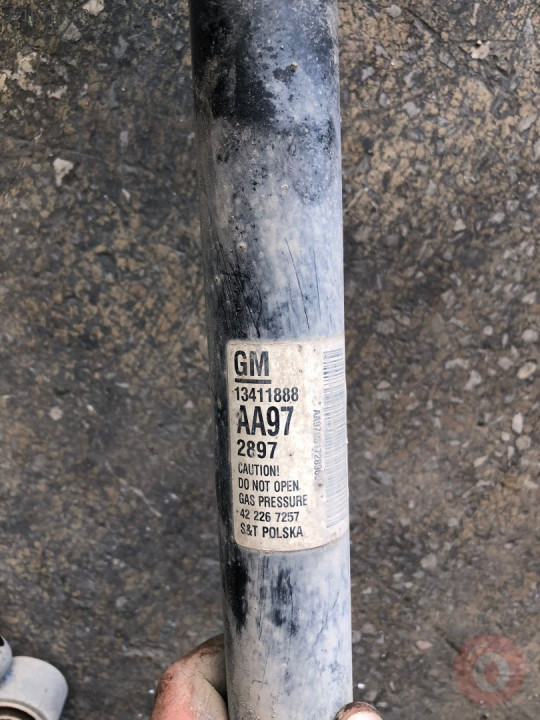 GM
13411888
AA97
2897
CAUTION!
DO NOT OPEN
GAS PRESSURE
42 226 7257
S&T POLSKA